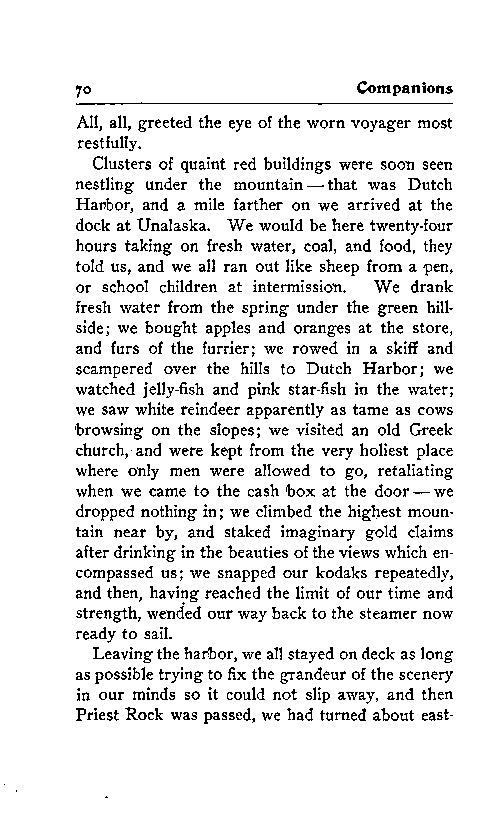 70 Companions
All, all, greeted the eye of the worn voyager most
restfully.
Clusters of quaint red buildings were soon seen
nestling under the mountain — that was Dutch
Harbor, and a mile farther on we arrived at the
dock at Unalaska. We would be here twenty-four
hours taking on fresh water, coal, and food, they
told us, and we all ran out like sheep from a pen,
or school children at intermission. We drank
fresh water from the spring under the green hill-
side; we bought apples and oranges at the store,
and furs of the furrier; we rowed in a skiff and
scampered over the hills to Dutch Harbor; we
watched jelly-fish and pink star-fish in the water;
we saw white reindeer apparently as tame as cows
browsing on the slopes; we visited an old Greek
church, and were kept from the very holiest place
where only men were allowed to go, retaliating
when we came to the cash box at the door — we
dropped nothing in; we climbed the highest moun-
tain near by, and staked imaginary gold claims
after drinking in the beauties of the views which en-
compassed us; we snapped our kodaks repeatedly,
and then, having reached the limit of our time and
strength, wended our way back to the steamer now
ready to sail.
Leaving the harbor, we all stayed on deck as long
as possible trying to fix the grandeur of the scenery
in our minds so it could not slip away, and then
Priest Rock was passed, we had turned about east-